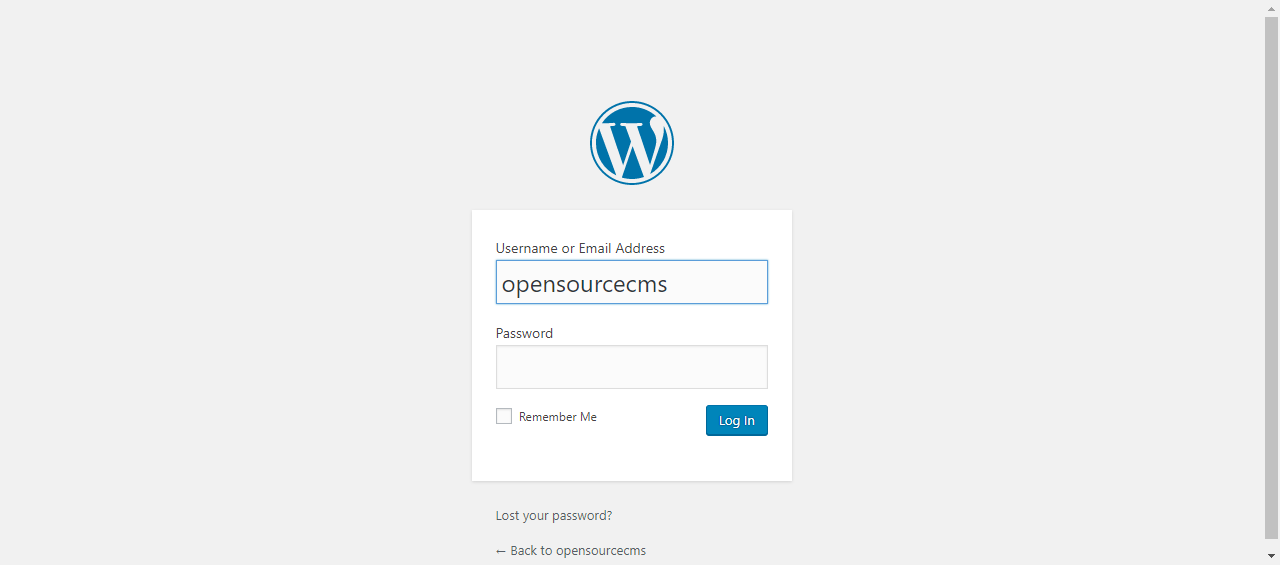 Username or Email Address
opensourcecms
Password
Remember Me
Log In
Lost your password?
← Back to opensourcecms